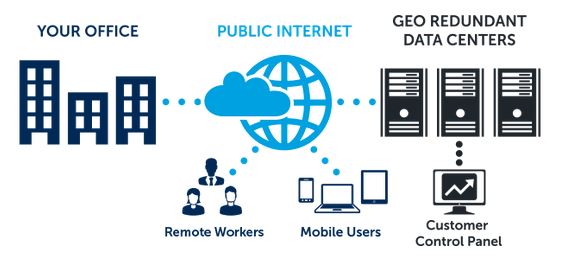 YOUR OFFICE
PUBLIC INTERNET
GEO REDUNDANT
DATA CENTERS
Remote Workers
Mobile Users
Customer
Control Panel